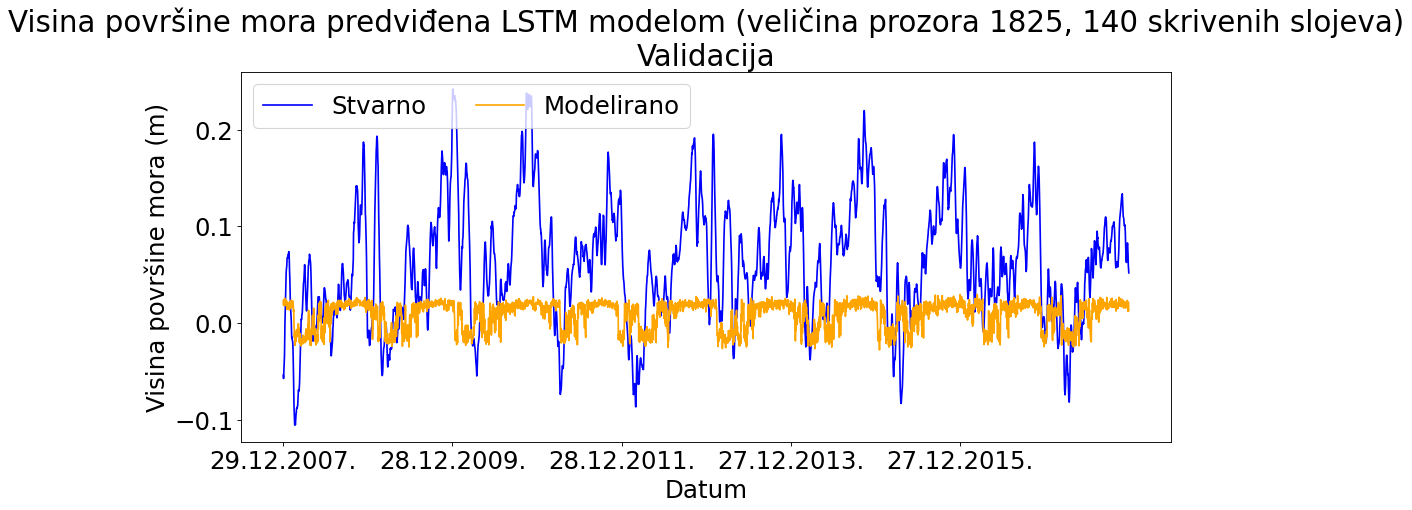 Visina površine mora predviđena LSTM modelom (veličina prozora 1825, 140 skrivenih slojeva)
Validacija
Stvarno Modelirano
Visina površine mora (m)
0.2
0.1
0.0
−0.1
29.12.2007. 28.12.2009. 28.12.2011. 27.12.2013. 27.12.2015.
Datum